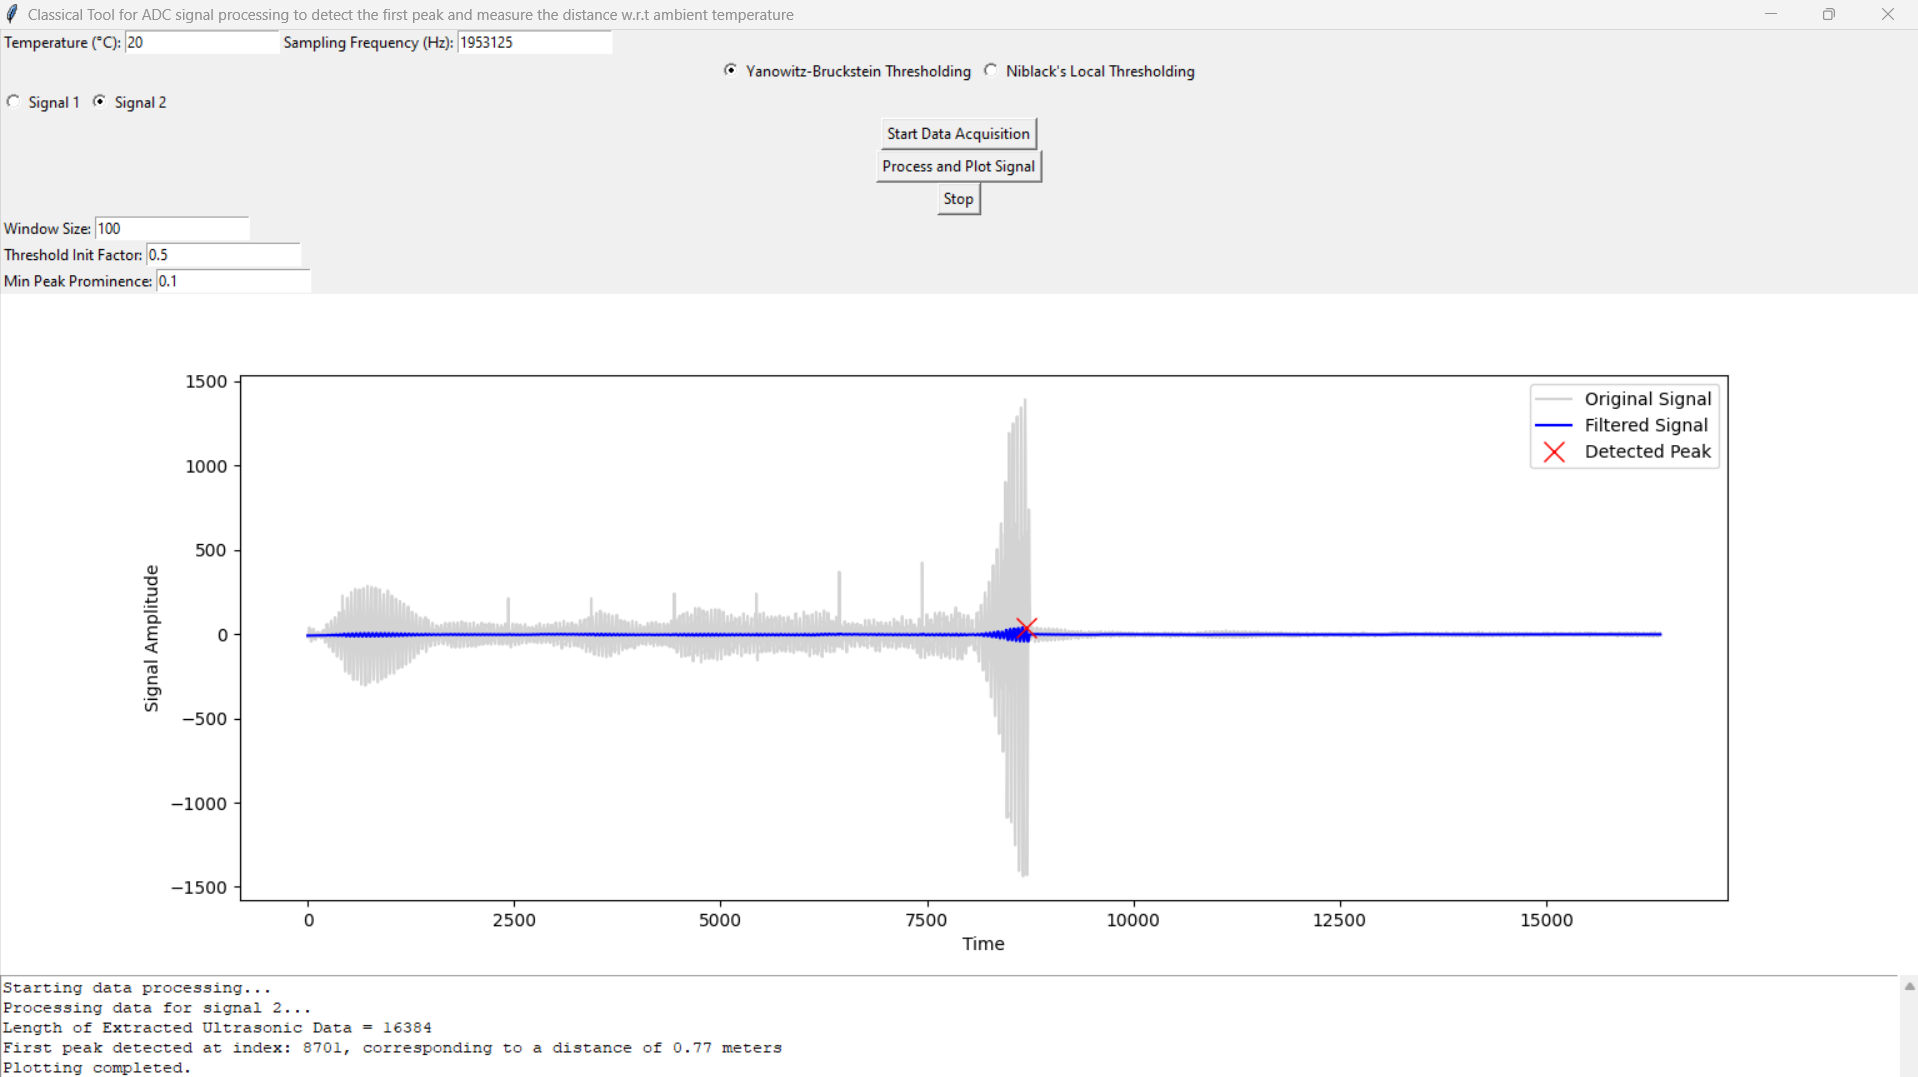 Classical Tool for ADC signal processing to detect the first peak and measure the distance w.r.t ambient temperature
Temperature (°C): 20 Sampling Frequency (Hz): 1953125
Yanowitz-Bruckstein Thresholding Niblack's Local Thresholding
Signal 1 Signal 2
Start Data Acquisition
Process and Plot Signal
Stop
Window Size: 100
Threshold Init Factor: 0.5
Min Peak Prominence: 0.1
Original Signal
Filtered Signal
Detected Peak
1500
1000
500
0
−500
−1000
−1500
Signal Amplitude
0 2500 5000 7500 10000 12500 15000
Time
Starting data processing...
Processing data for signal 2...
Length of Extracted Ultrasonic Data = 16384
First peak detected at index: 8701, corresponding to a distance of 0.77 meters
Plotting completed.